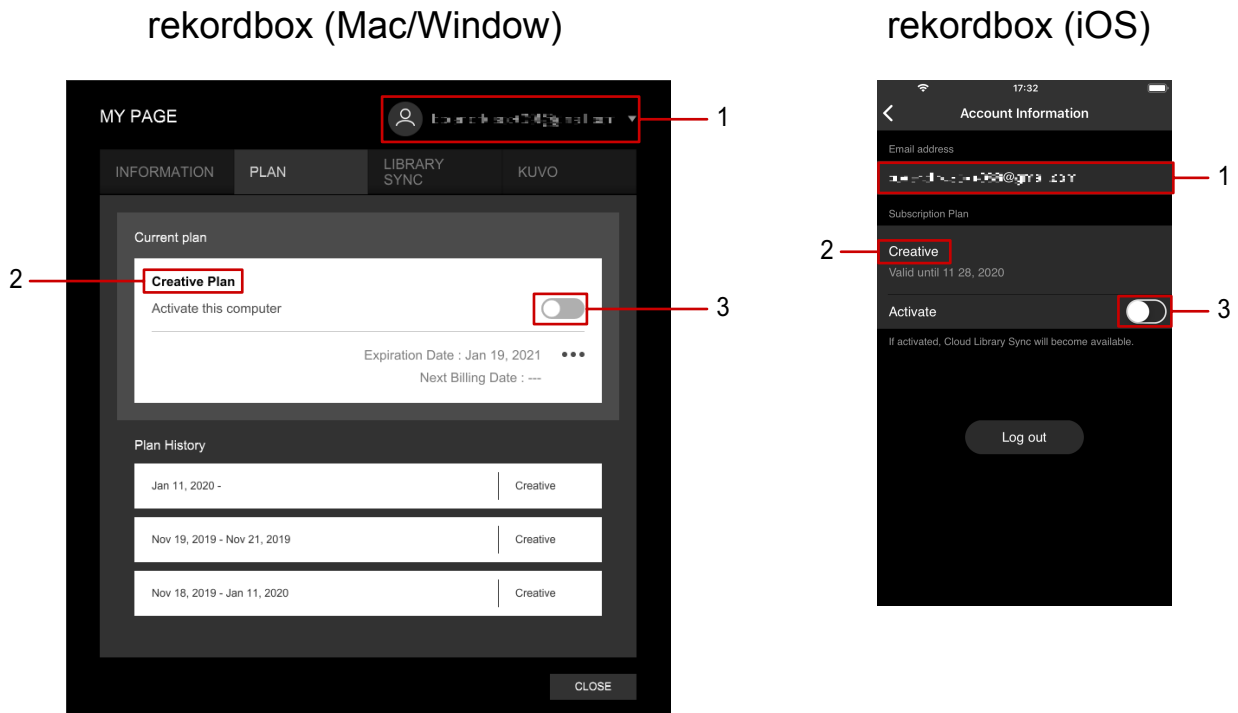 rekordbox (Mac/Window)
rekordbox (iOS)
MY PAGE
1
INFORMATION
PLAN
LIBRARY
SYNC
KUVO
Current plan
2
Creative Plan
Activate this computer
3
Expiration Date : Jan 19, 2021
Next Billing Date : ---
Plan History
Jan 11, 2020 -
Creative
Nov 19, 2019 - Nov 21, 2019
Creative
Nov 18, 2019 - Jan 11, 2020
Creative
CLOSE
17:32
Account Information
Email address
1
Subscription Plan
2
Creative
Valid until 11 28, 2020
Activate
3
If activated, Cloud Library Sync will become available.
Log out